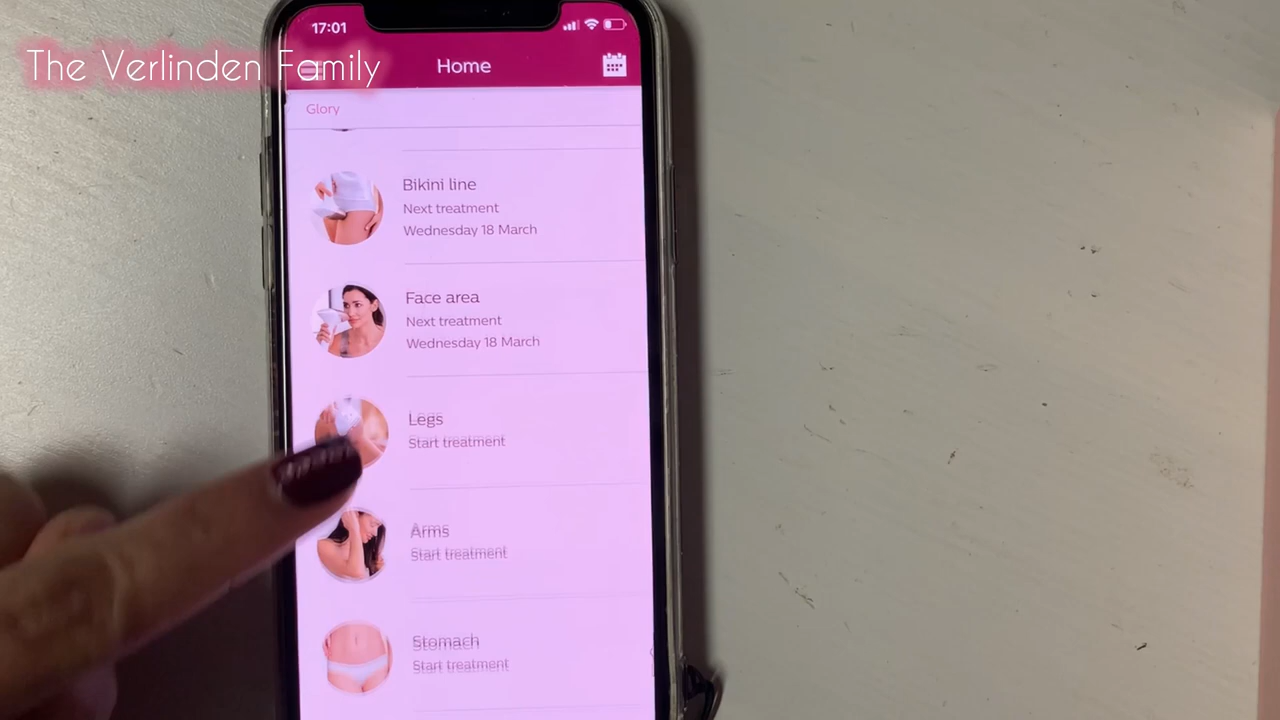 17:01
The Verlinden Family
Home
Glory
Bikini line
Next treatment
Wednesday 18 March
Face area
Next treatment
Wednesday 18 March
Legs
Start treatment
Arms
Start treatment
Stomach
Start treatment